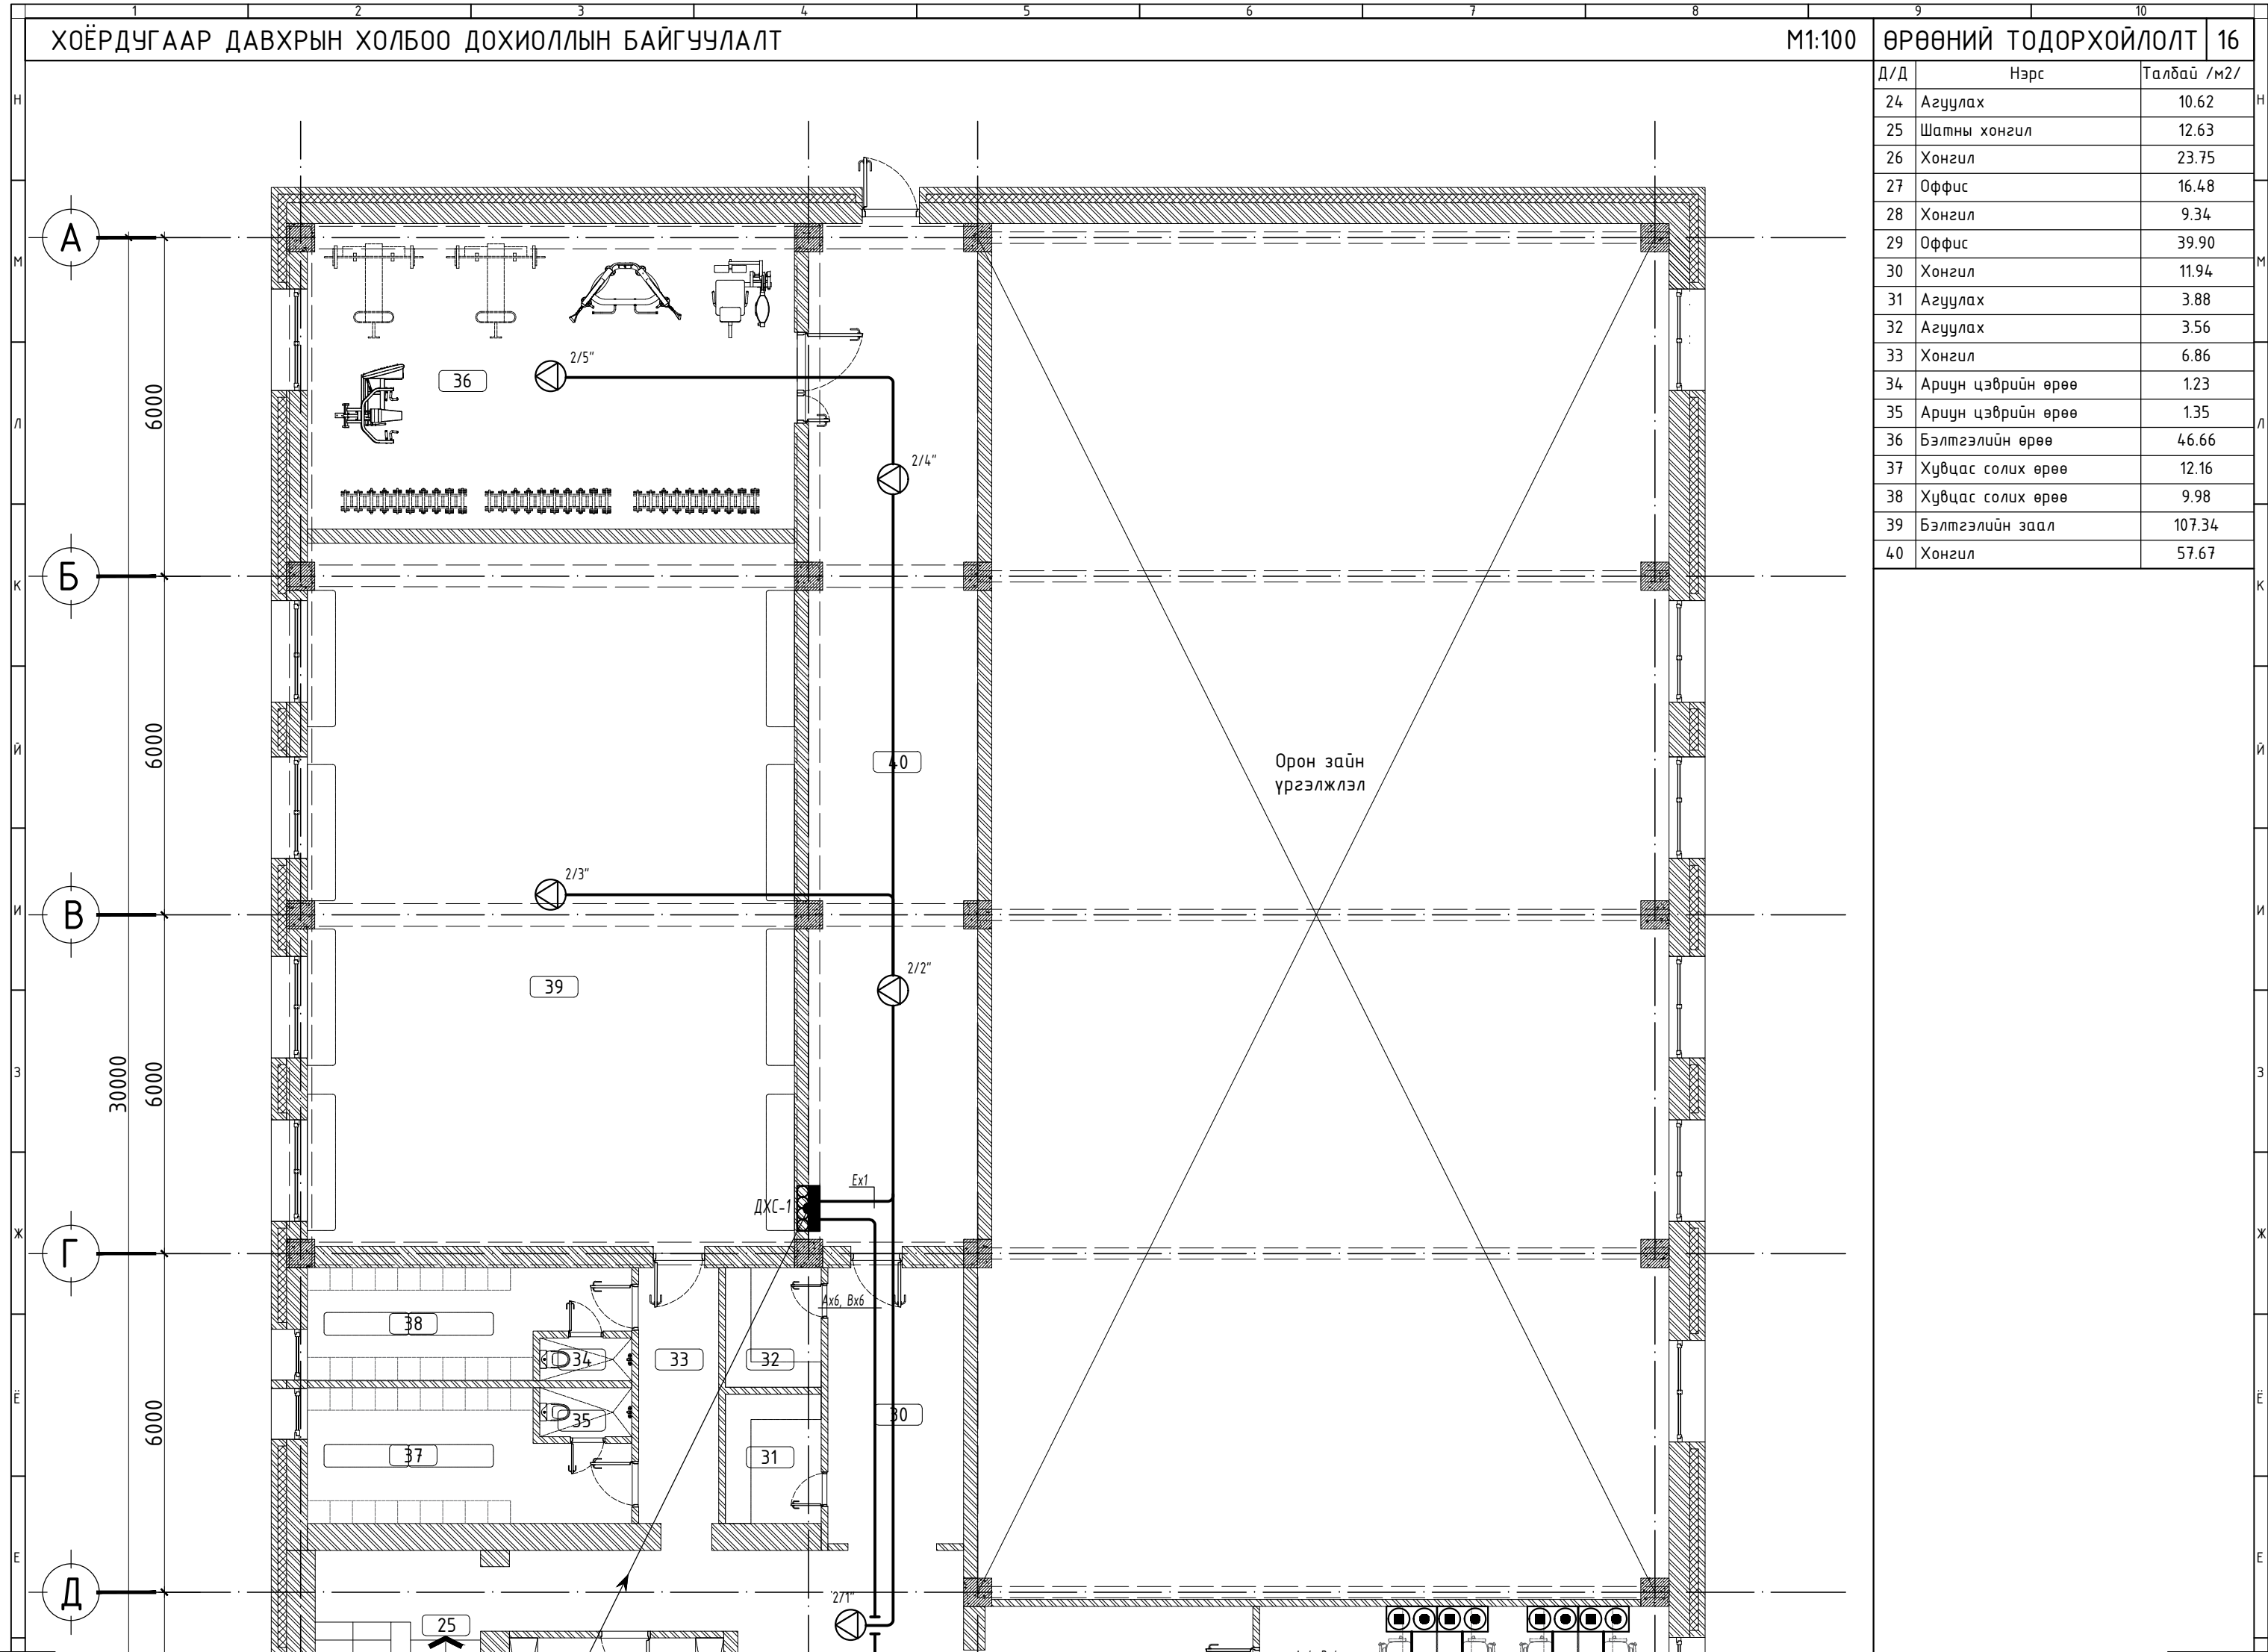 1 2 3 4 5 6 7 8 9 10
ХОЁРДУГААР ДАВХРЫН ХОЛБОО ДОХИОЛЛЫН БАЙГУУЛАЛТ М1:100
ӨРӨӨНИЙ ТОДОРХОЙЛОЛТ 16
Д/Д Нэрс Талбай /м2/
24 Агуулах 10.62
25 Шатны хонгил 12.63
26 Хонгил 23.75
27 Оффис 16.48
28 Хонгил 9.34
29 Оффис 39.90
30 Хонгил 11.94
31 Агуулах 3.88
32 Агуулах 3.56
33 Хонгил 6.86
34 Ариун цэврийн өрөө 1.23
35 Ариун цэврийн өрөө 1.35
36 Бэлтгэлийн өрөө 46.66
37 Хувцас солих өрөө 12.16
38 Хувцас солих өрөө 9.98
39 Бэлтгэлийн заал 107.34
40 Хонгил 57.67
Н Н
А
М М
2/5"
36
6000
Л Л
2/4"
Б
К К
6000
Й Й
40
Орон зайн
үргэлжлэл
2/3"
В
И И
2/2"
39
30000
6000
З З
Ex1
ДХС-1
Ж Ж
Г
Ax6, Bx6
38
34
33
32
Ё Ё
35
30
6000
37
31
Е Е
Д
2/1"
25